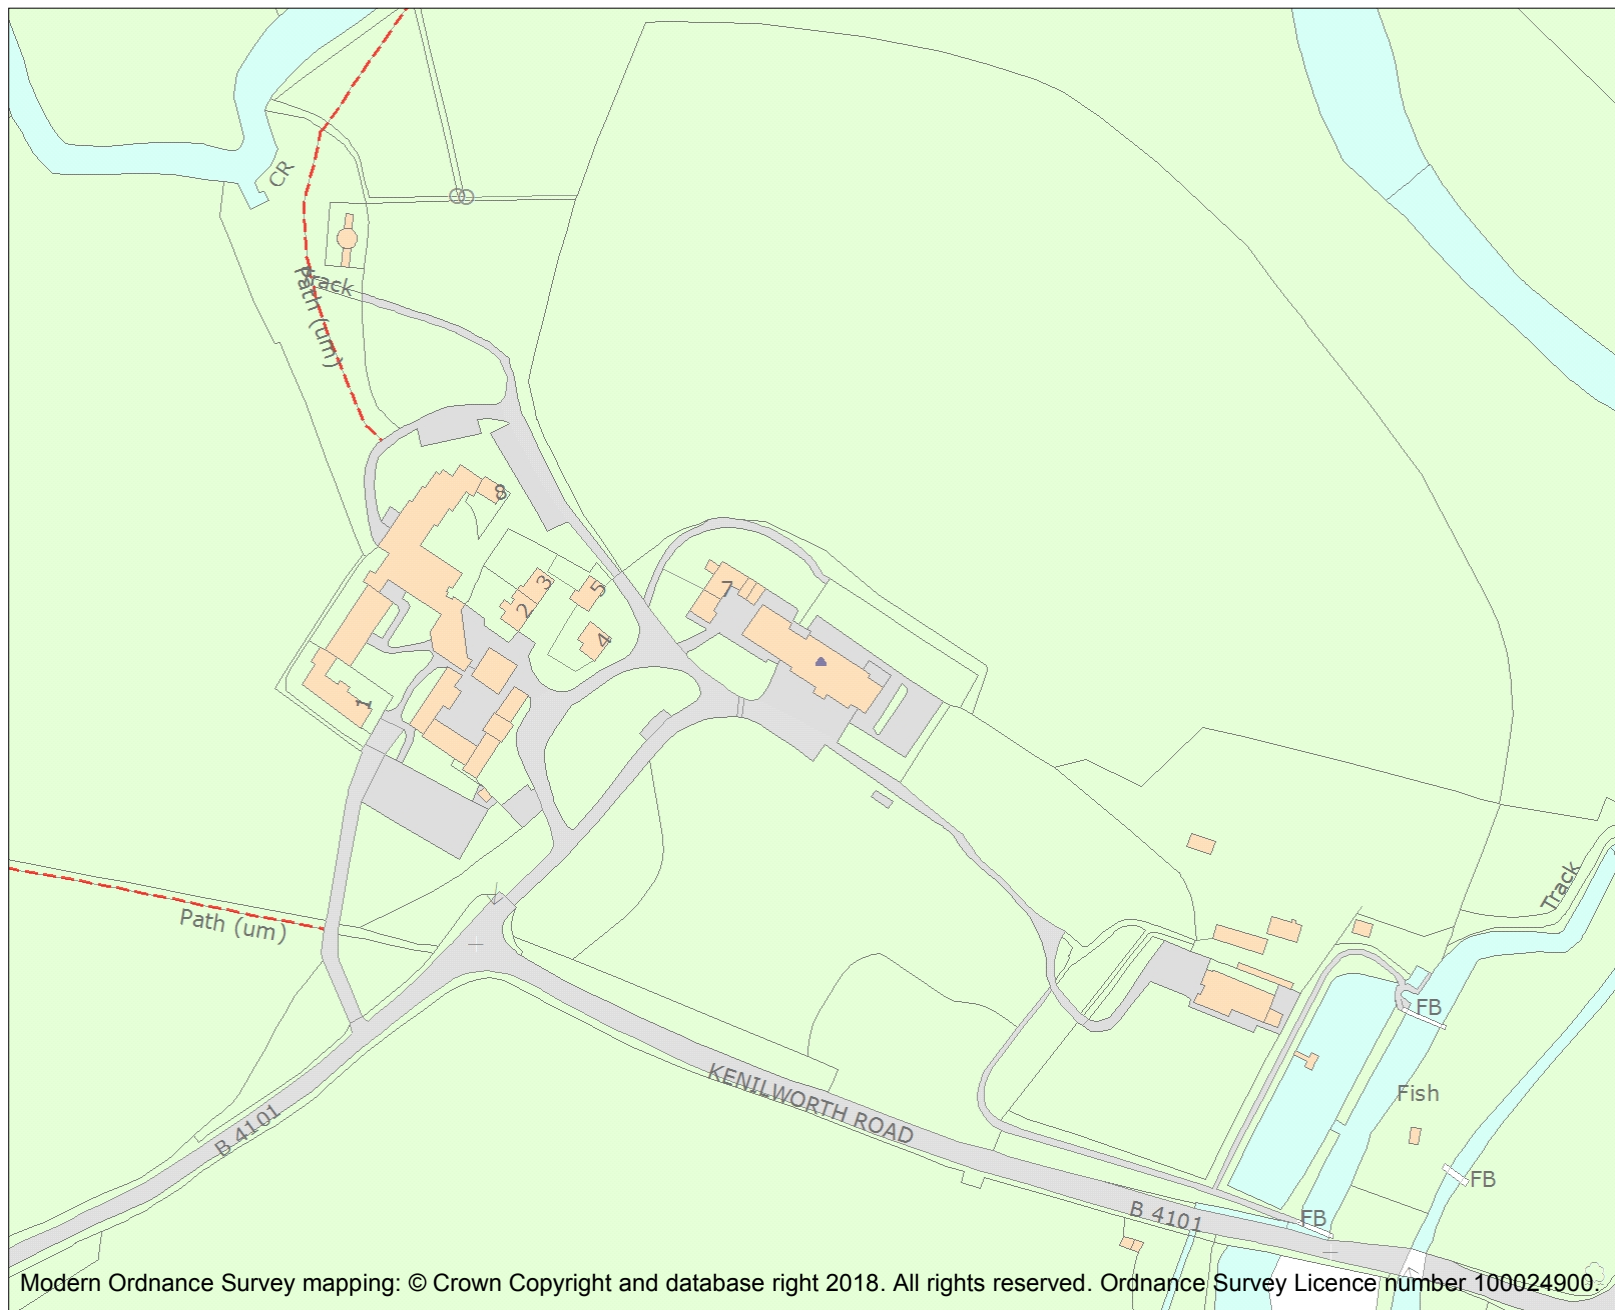 CR
Track
Path (um)
8
3
2
5
4
7
1
Path (um)
Track
FB
Fish
KENILWORTH ROAD
B 4101
FB
B 4101
FB
Modern Ordnance Survey mapping: © Crown Copyright and database right 2018. All rights reserved. Ordnance Survey Licence number 100024900.